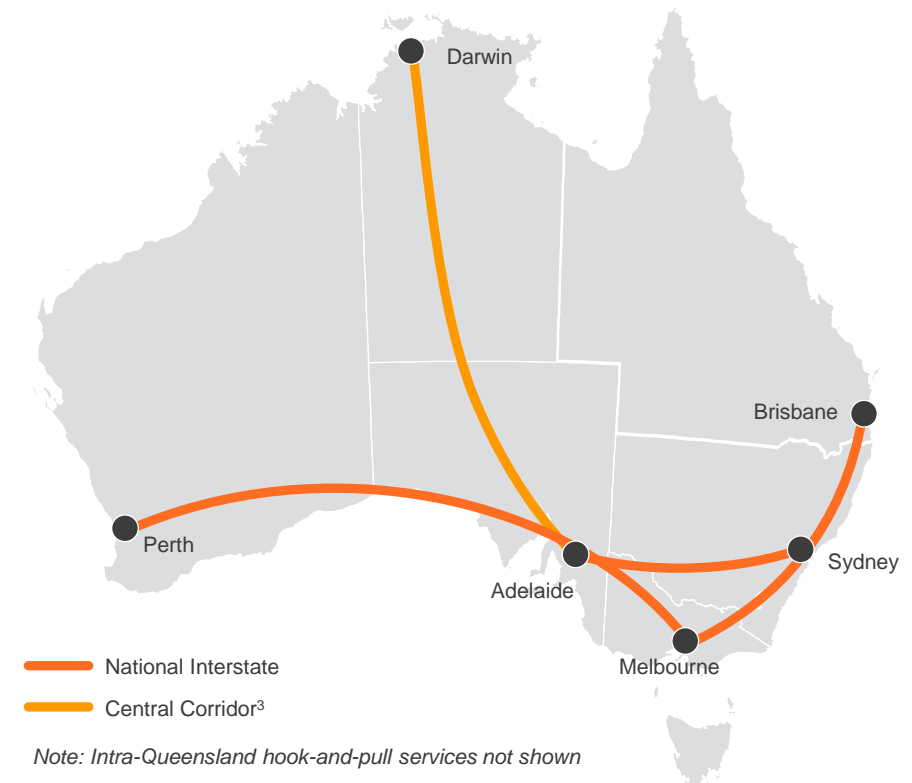 Darwin
Brisbane
Perth
Sydney
Adelaide
Melbourne
National Interstate
Central Corridor³
Note: Intra-Queensland hook-and-pull services not shown